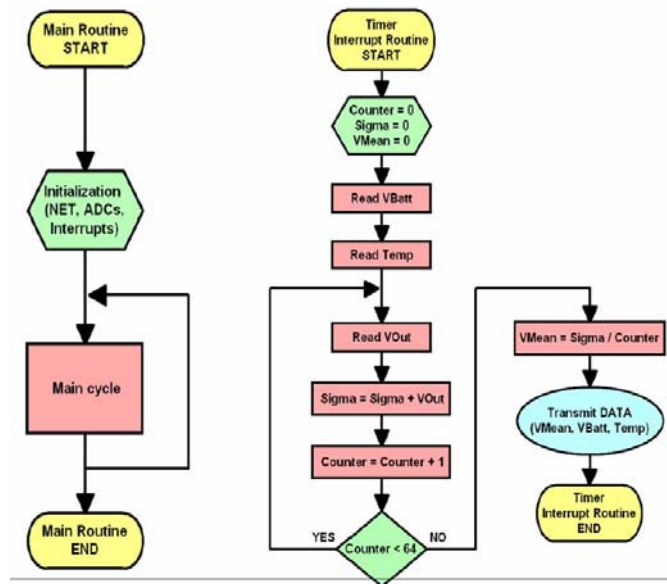 Main Routine
START
Initialization
(NET, ADCs,
Interrupts)
Main cycle
Main Routine
END
Timer
Interrupt Routine
START
Counter = 0
Sigma = 0
VMean = 0
Read VBatt
Read Temp
Read VOut
Sigma = Sigma + VOut
Counter = Counter + 1
YES
Counter < 64
NO
VMean = Sigma / Counter
Transmit DATA
(VMean, VBatt, Temp)
Timer
Interrupt Routine
END